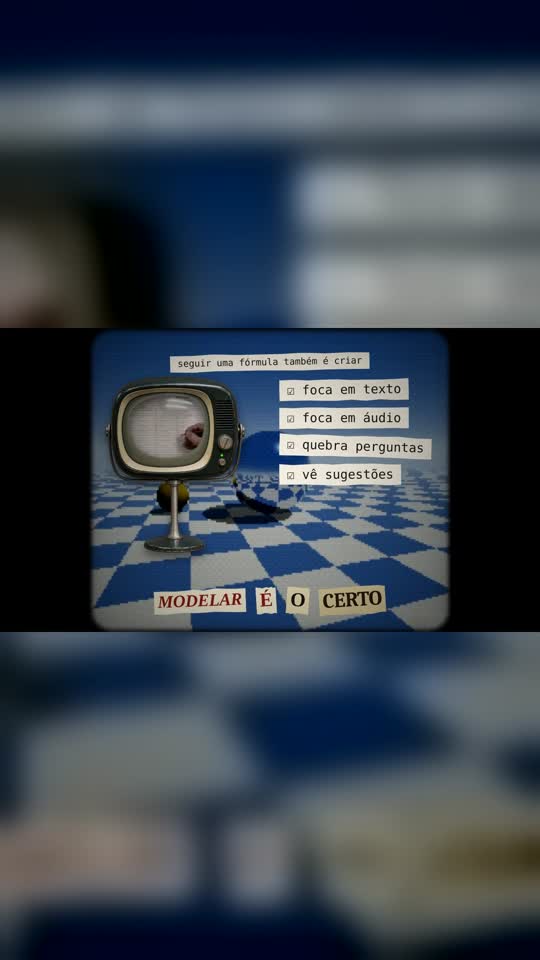 seguir uma fórmula também é criar
☑ foca em texto
☑ foca em áudio
☑ quebra perguntas
☑ vê sugestões
MODELAR É O CERTO